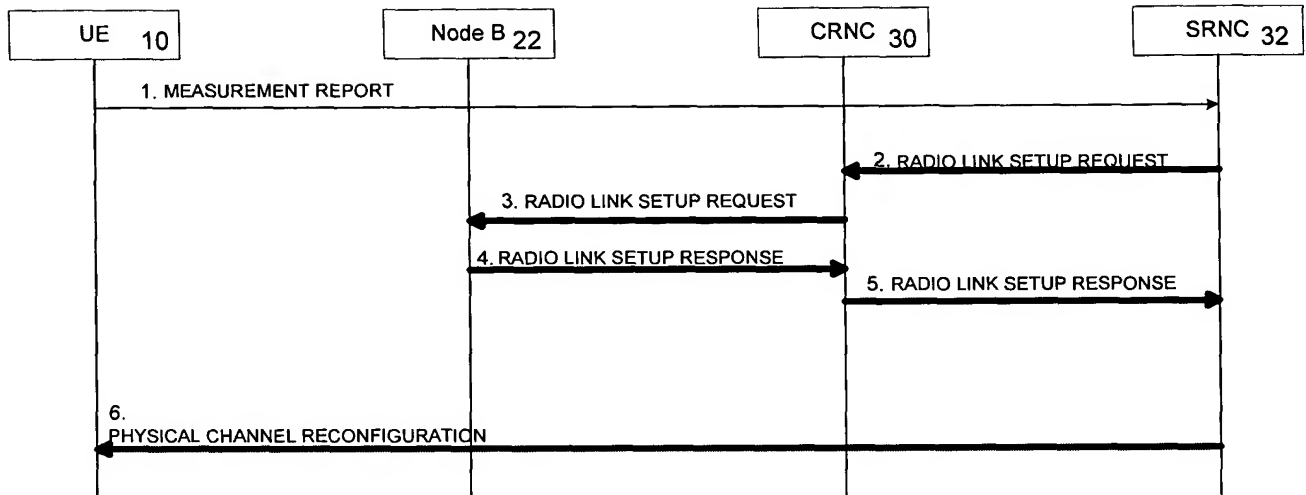 UE 10
Node B 22
CRNC 30
SRNC 32
1. MEASUREMENT REPORT
2. RADIO LINK SETUP REQUEST
3. RADIO LINK SETUP REQUEST
4. RADIO LINK SETUP RESPONSE
5. RADIO LINK SETUP RESPONSE
6.
PHYSICAL CHANNEL RECONFIGURATION